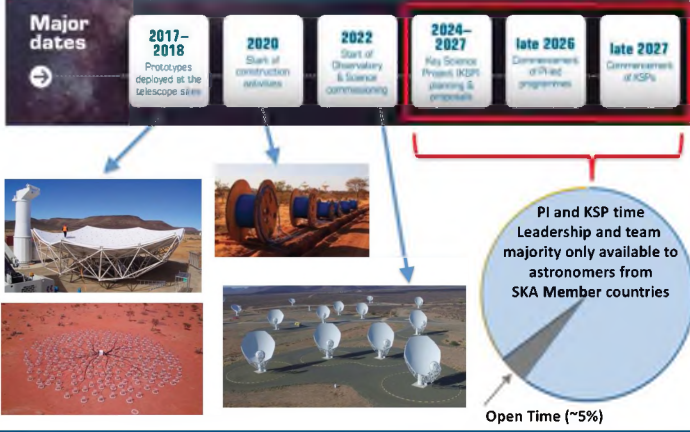 Major
dates
2017–
2018
Prototypes
deployed at the
telescope sites
2020
Start of
construction
activities
2022
Start of
Observatory
& Science
commissioning
2024–
2027
Key Science
Project (KSP)
planning &
proposals
late 2026
Commencement
of PI-led
programmes
late 2027
Commencement
of KSPs
PI and KSP time
Leadership and team
majority only available to
astronomers from
SKA Member countries
Open Time (~5%)